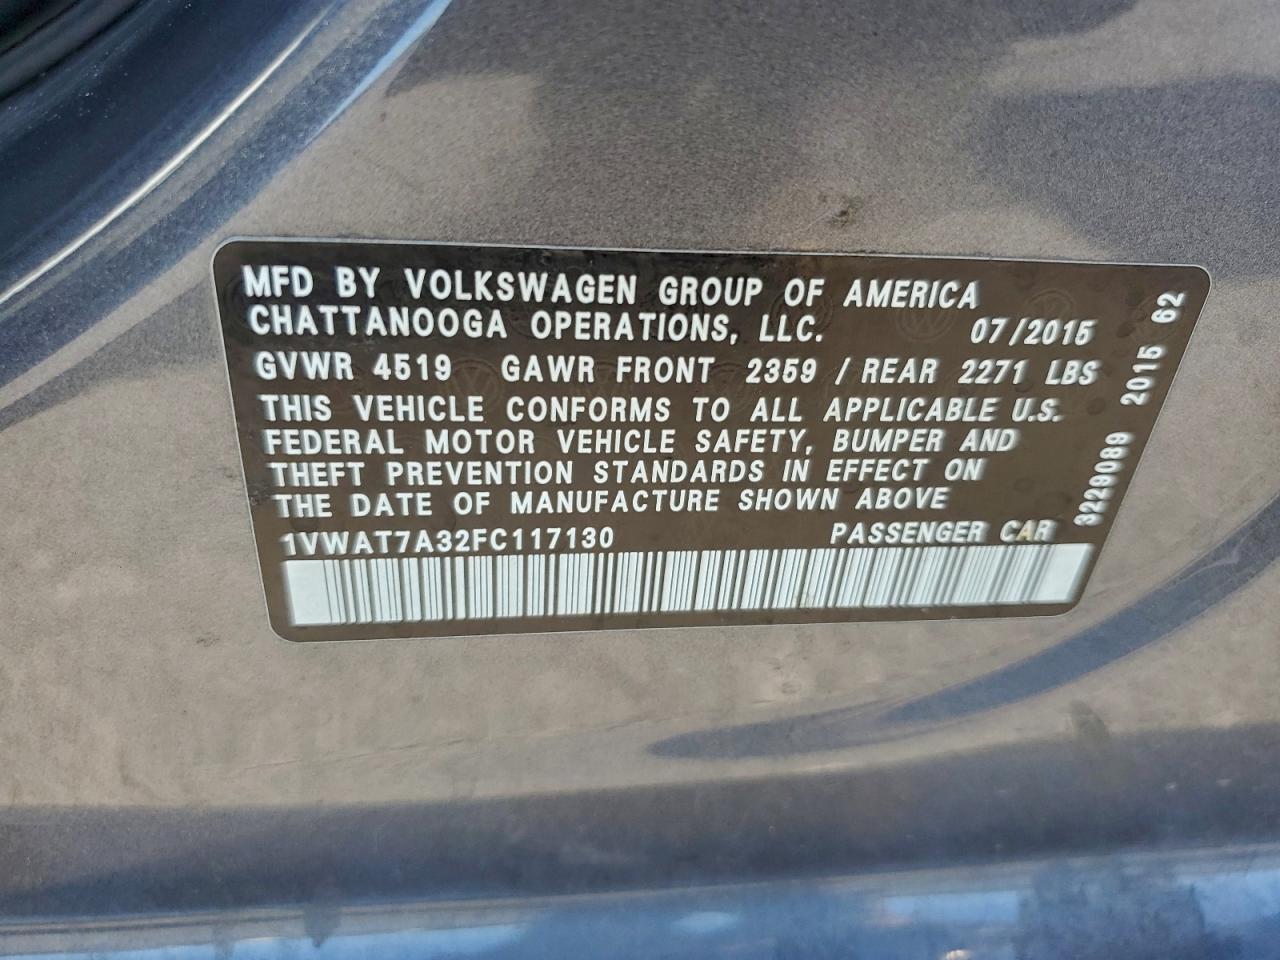 MFD BY VOLKSWAGEN GROUP OF AMERICA
CHATTANOOGA OPERATIONS, LLC. 07/2015
GVWR 4519 GAWR FRONT 2359 / REAR 2271 LBS
THIS VEHICLE CONFORMS TO ALL APPLICABLE U.S.
FEDERAL MOTOR VEHICLE SAFETY, BUMPER AND
THEFT PREVENTION STANDARDS IN EFFECT ON
THE DATE OF MANUFACTURE SHOWN ABOVE
1VWAT7A32FC117130 PASSENGER CAR
3229089 2015 62